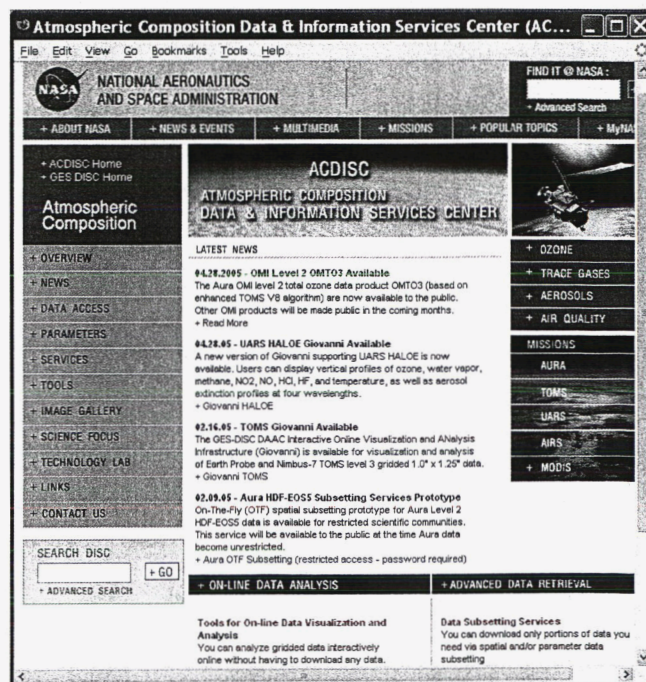 Atmospheric Composition Data & Information Services Center (AC...
File Edit View Go Bookmarks Tools Help
NASA
NATIONAL AERONAUTICS
AND SPACE ADMINISTRATION
FIND IT @ NASA :
+ Advanced Search
+ ABOUT NASA + NEWS & EVENTS + MULTIMEDIA + MISSIONS + POPULAR TOPICS + MyNAS
+ ACDISC Home
+ GES DISC Home
Atmospheric
Composition
+ OVERVIEW
+ NEWS
+ DATA ACCESS
+ PARAMETERS
+ SERVICES
+ TOOLS
+ IMAGE GALLERY
+ SCIENCE FOCUS
+ TECHNOLOGY LAB
+ LINKS
+ CONTACT US
SEARCH DISC
+ GO
+ ADVANCED SEARCH
ACDISC
ATMOSPHERIC COMPOSITION
DATA & INFORMATION SERVICES CENTER
LATEST NEWS
04.28.2005 - OMI Level 2 OMTO3 Available
The Aura OMI level 2 total ozone data product OMTO3 (based on
enhanced TOMS V8 algorithm) are now available to the public.
Other OMI products will be made public in the coming months.
+ Read More
04.28.05 - UARS HALOE Giovanni Available
A new version of Giovanni supporting UARS HALOE is now
available. Users can display vertical profiles of ozone, water vapor,
methane, NO2, NO, HCl, HF, and temperature, as well as aerosol
extinction profiles at four wavelengths.
+ Giovanni HALOE
02.16.05 - TOMS Giovanni Available
The GES-DISC DAAC Interactive Online Visualization and ANalysis
Infrastructure (Giovanni) is available for visualization and analysis
of Earth Probe and Nimbus-7 TOMS level 3 gridded 1.0° x 1.25° data.
+ Giovanni TOMS
02.09.05 - Aura HDF-EOS5 Subsetting Services Prototype
On-The-Fly (OTF) spatial subsetting prototype for Aura Level 2
HDF-EOS5 data is available for restricted scientific communities.
This service will be available to the public at the time Aura data
become unrestricted.
+ Aura OTF Subsetting (restricted access - password required)
+ OZONE
+ TRACE GASES
+ AEROSOLS
+ AIR QUALITY
MISSIONS
AURA
TOMS
UARS
AIRS
+ MODIS
+ ON-LINE DATA ANALYSIS
Tools for On-line Data Visualization and
Analysis
You can analyze gridded data interactively
online without having to download any data.
+ ADVANCED DATA RETRIEVAL
Data Subsetting Services
You can download only portions of data you
need via spatial and/or parameter data
subsetting